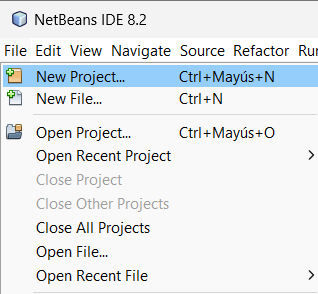 NetBeans IDE 8.2
File Edit View Navigate Source Refactor
New Project... Ctrl+Mayús+N
New File... Ctrl+N
Open Project... Ctrl+Mayús+O
Open Recent Project
Close Project
Close Other Projects
Close All Projects
Open File...
Open Recent File